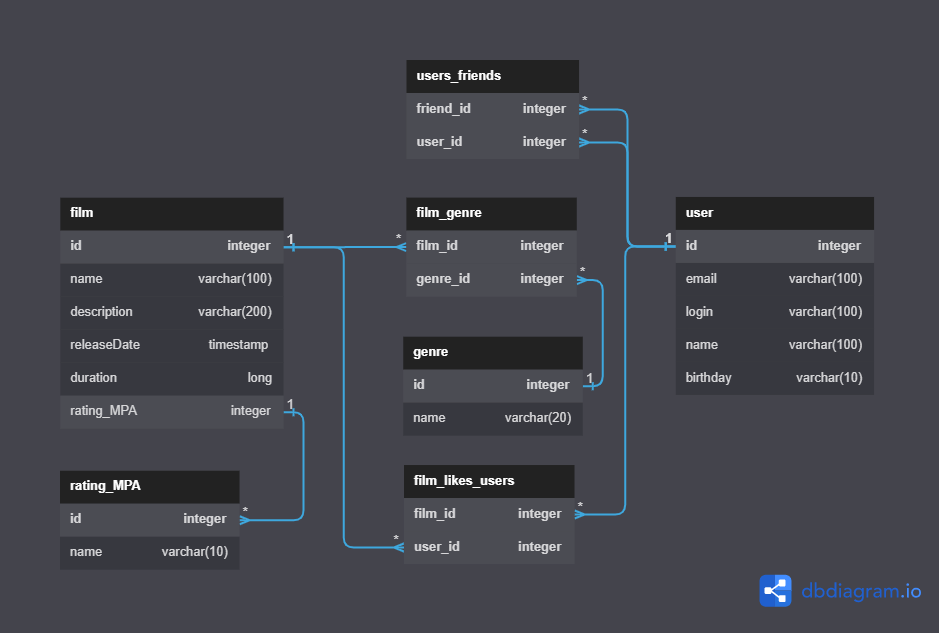 users_friends
friend_id integer *
user_id integer *
film
id integer 1
name varchar(100)
description varchar(200)
releaseDate timestamp
duration long
rating_MPA integer 1
film_genre
* film_id integer
genre_id integer *
user
1 id integer
email varchar(100)
login varchar(100)
name varchar(100)
birthday varchar(10)
genre
id integer 1
name varchar(20)
rating_MPA
id integer *
name varchar(10)
film_likes_users
film_id integer *
* user_id integer
dbdiagram.io